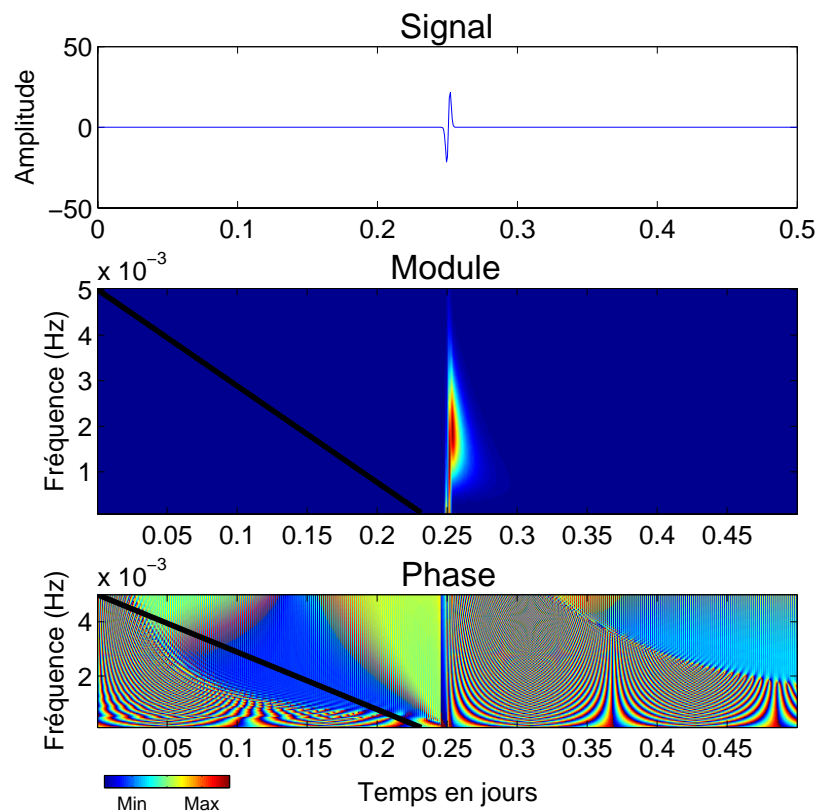 Signal
50
0
−50
Amplitude
0 0.1 0.2 0.3 0.4 0.5
x 10⁻³
Module
5
4
3
2
1
Fréquence (Hz)
0.05 0.1 0.15 0.2 0.25 0.3 0.35 0.4 0.45
x 10⁻³
Phase
4
2
Fréquence (Hz)
0.05 0.1 0.15 0.2 0.25 0.3 0.35 0.4 0.45
Min Max
Temps en jours